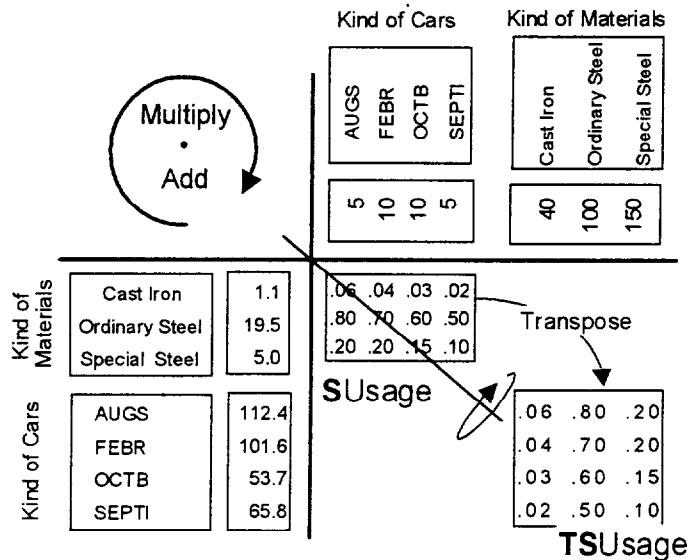 Kind of Cars
Kind of Materials
AUGS
FEBR
OCTB
SEPTI
Cast Iron
Ordinary Steel
Special Steel
5
10
10
5
40
100
150
Multiply
Add
Kind of
Materials
Cast Iron 1.1
Ordinary Steel 19.5
Special Steel 5.0
.06 .04 .03 .02
.80 .70 .60 .50
.20 .20 .15 .10
Transpose
SUsage
Kind of Cars
AUGS 112.4
FEBR 101.6
OCTB 53.7
SEPTI 65.8
.06 .80 .20
.04 .70 .20
.03 .60 .15
.02 .50 .10
TSUsage